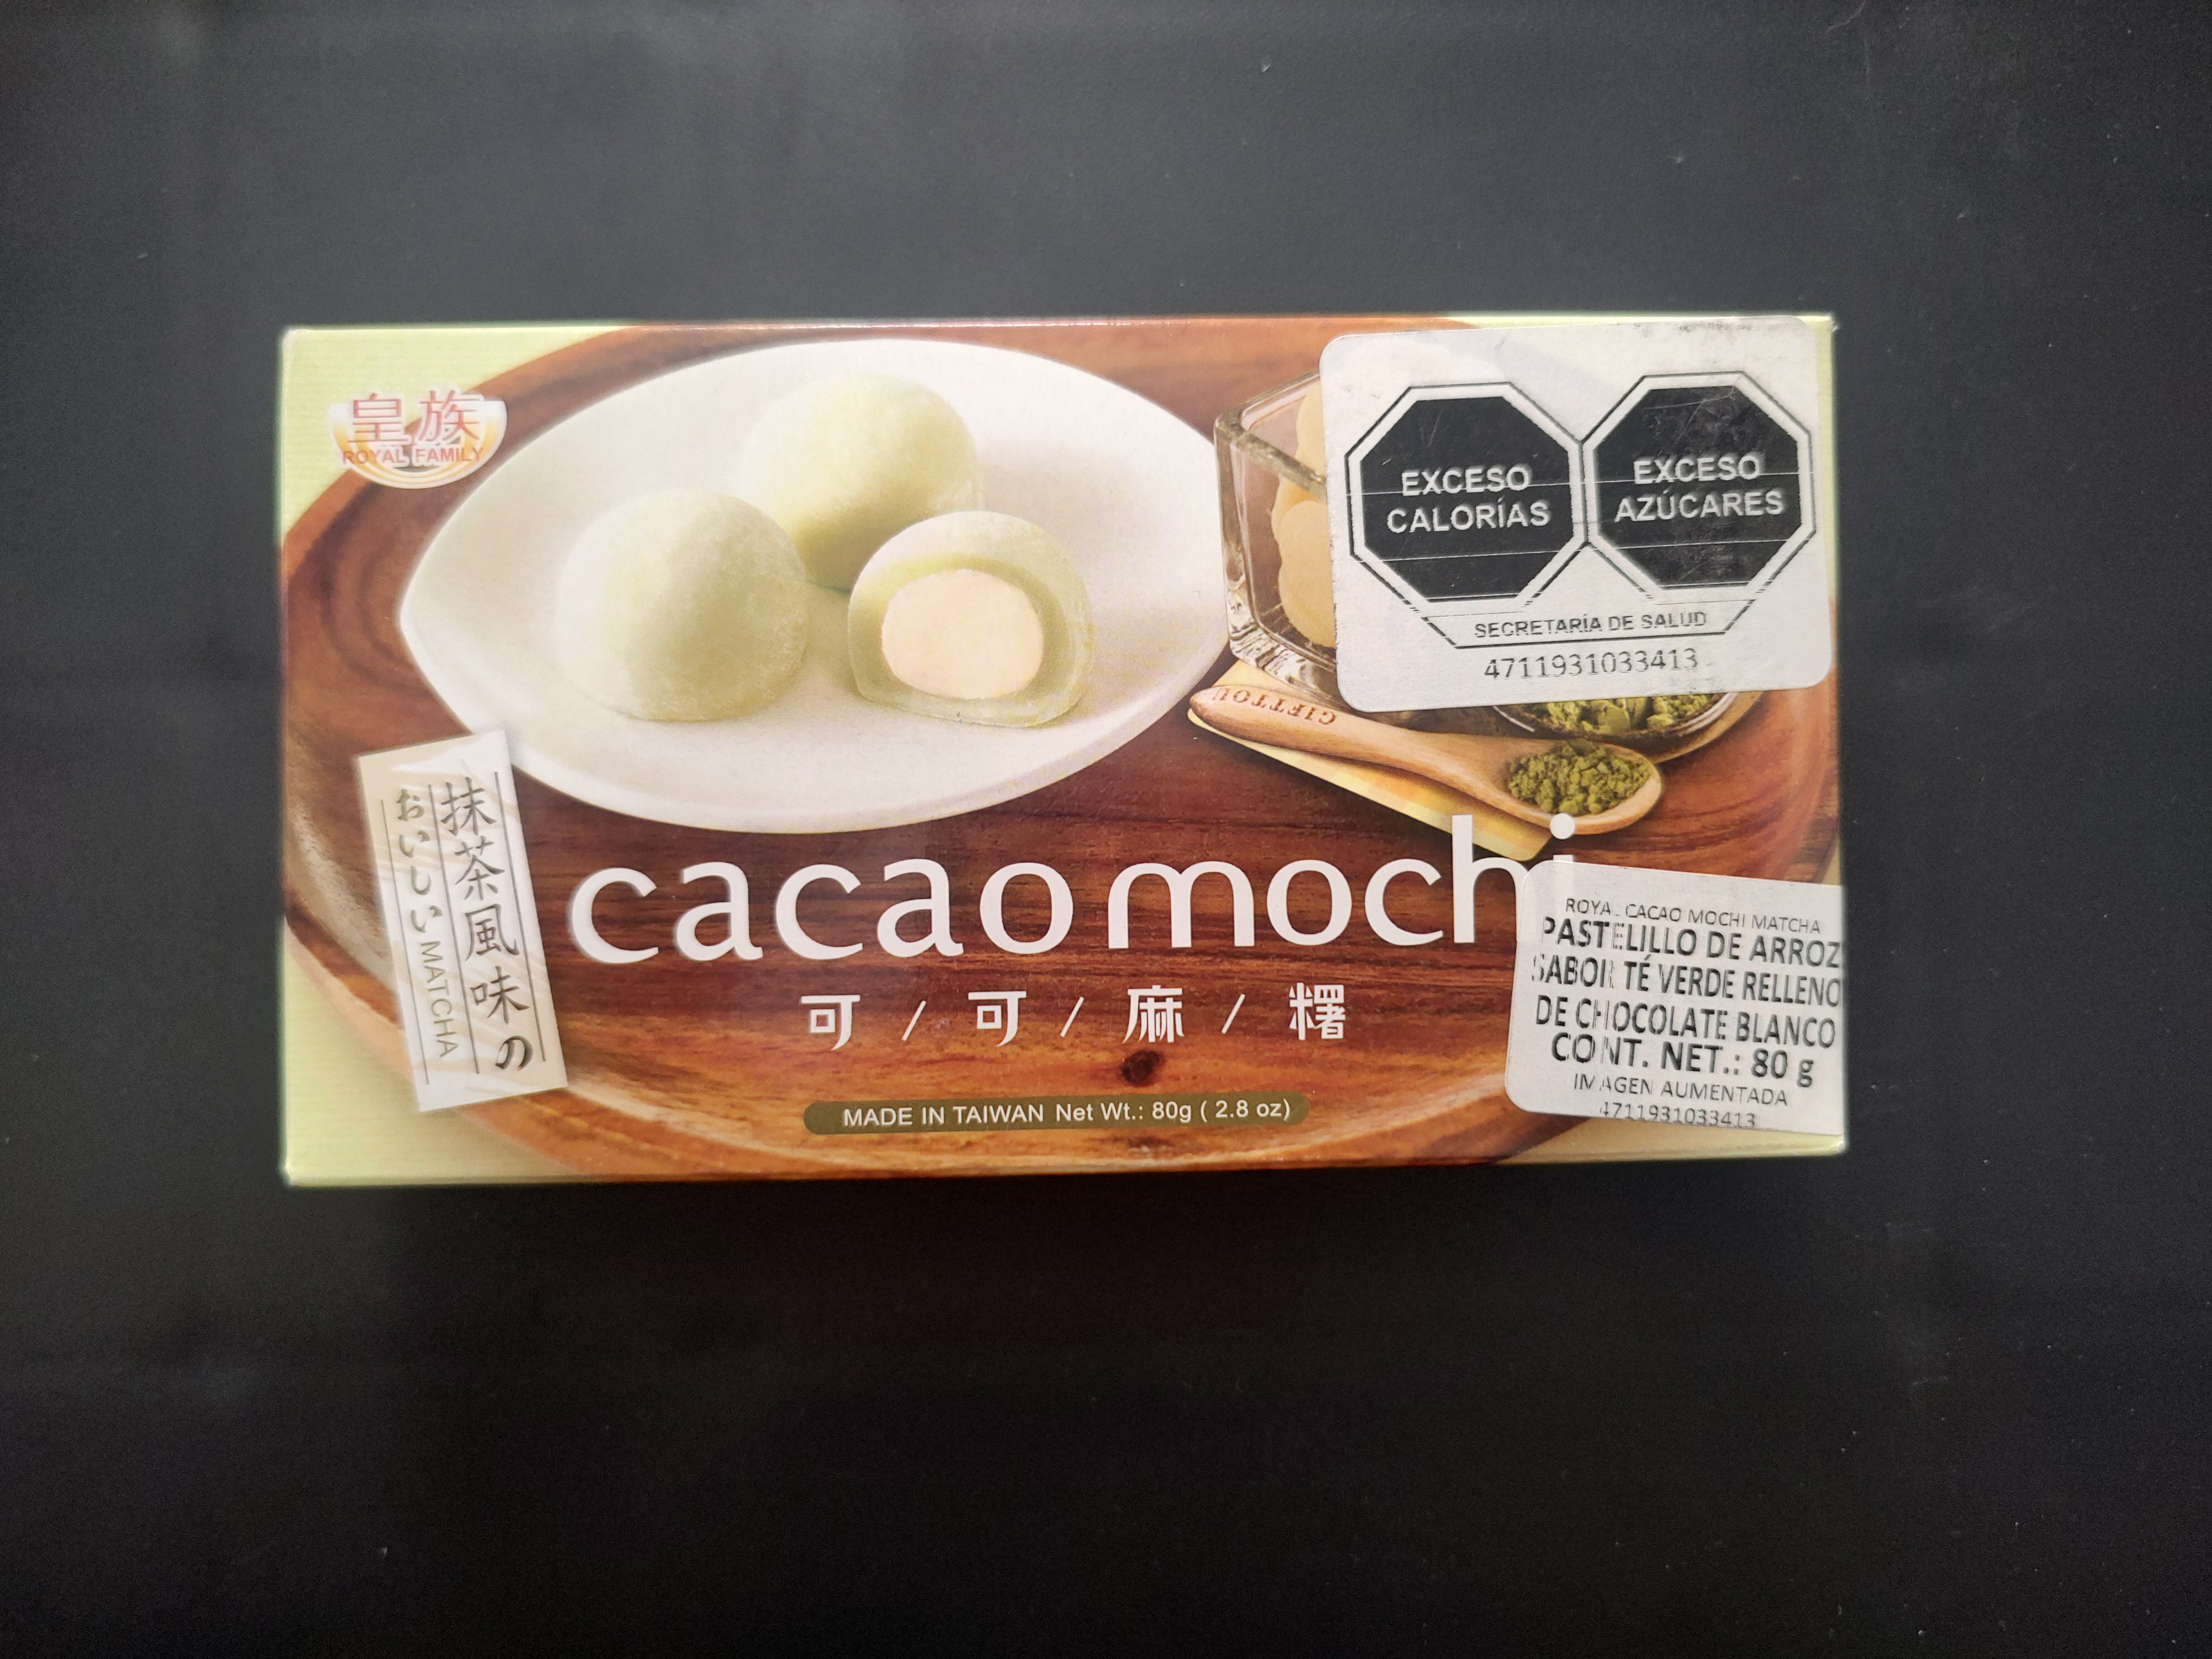 皇族
ROYAL FAMILY
EXCESO
CALORÍAS
EXCESO
AZÚCARES
SECRETARÍA DE SALUD
4711931033413
抹茶風味の
おいしい MATCHA
cacao mochi
可/可/麻/糬
MADE IN TAIWAN Net Wt.: 80g ( 2.8 oz)
ROYA CACAO MOCHI MATCHA
PASTELILLO DE ARROZ
SABOR TÉ VERDE RELLENO
DE CHOCOLATE BLANCO
CONT. NET.: 80 g
IMAGEN AUMENTADA
4711931033413